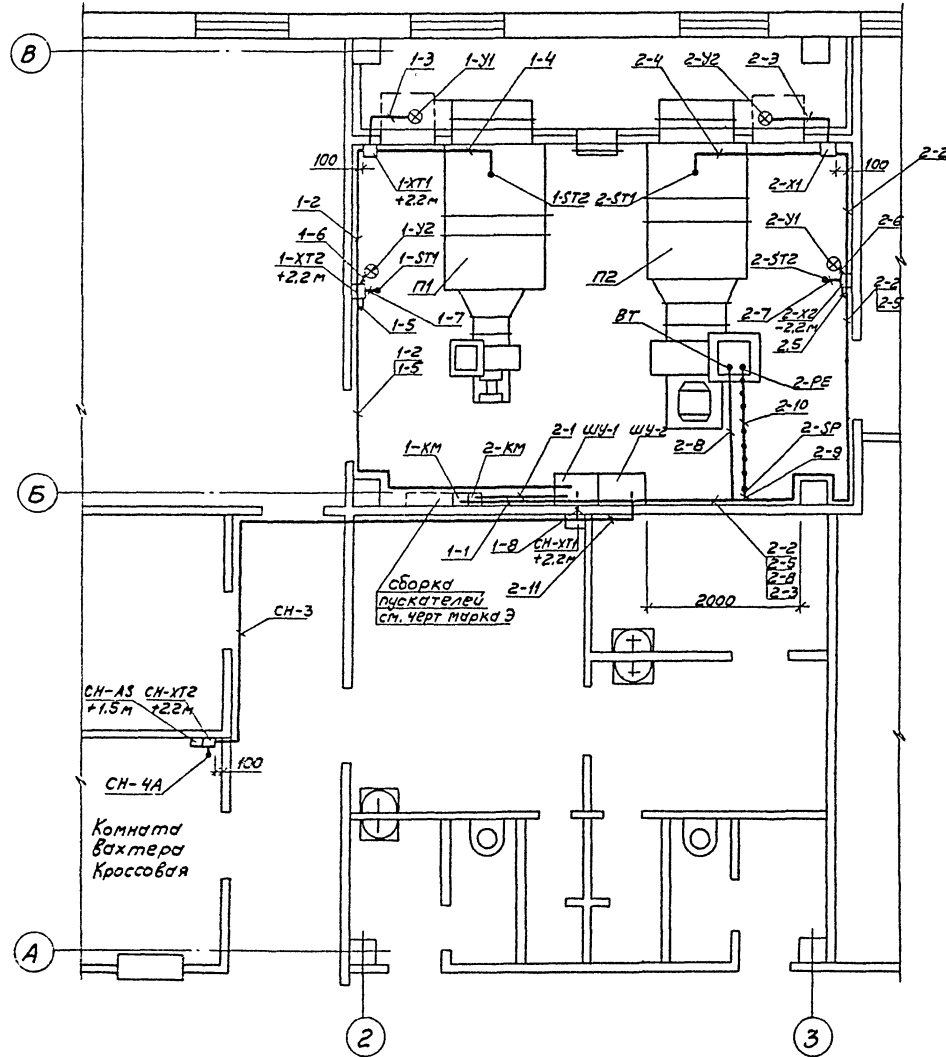 В
1-3
1-У1
1-4
2-4
2-У2
2-3
100
1-ХТ1
+2,2м
1-ST2
2-ST1
2-Х1
100
2-2
1-2
1-6
1-У2
1-ХТ2
+2,2м
1-ST1
П1
П2
2-У1
2-6
2-ST2
2-2
2-5
1-7
1-5
2-7
2-Х2
-2,2м
2,5
ВТ
1-2
1-5
2-РЕ
2-10
1-КМ
2-КМ
2-1
ШУ-1
ШУ-2
2-8
2-SP
2-9
Б
1-1
1-8
СН-ХТ1
+2,2м
2-11
2-2
2-5
2-8
2-3
2000
сборка
пускателей
см. черт марка Э
СН-3
СН-АS
+1,5м
СН-ХТ2
+2,2м
100
СН-4А
Комната
вахтера
Кроссовая
А
2
3